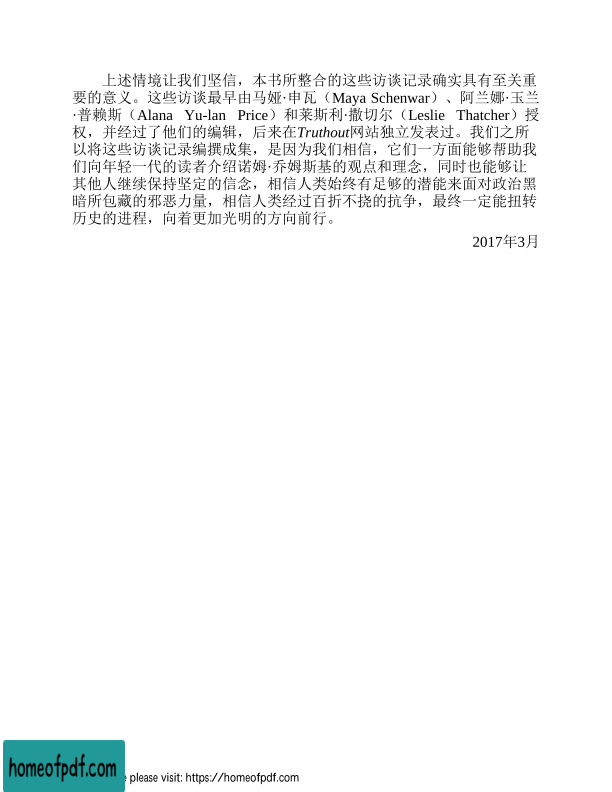 上述情境让我们坚信，本书所整合的这些访谈记录确实具有至关重
要的意义。这些访谈最早由马娅·申瓦（Maya Schenwar）、阿兰娜·玉兰
·普赖斯（Alana Yu-lan Price）和莱斯利·撒切尔（Leslie Thatcher）授
权，并经过了他们的编辑，后来在Truthout网站独立发表过。我们之所
以将这些访谈记录编撰成集，是因为我们相信，它们一方面能够帮助我
们向年轻一代的读者介绍诺姆·乔姆斯基的观点和理念，同时也能够让
其他人继续保持坚定的信念，相信人类始终有足够的潜能来面对政治黑
暗所包藏的邪恶力量，相信人类经过百折不挠的抗争，最终一定能扭转
历史的进程，向着更加光明的方向前行。
2017年3月
homeofpdf.com
please visit: https://homeofpdf.com